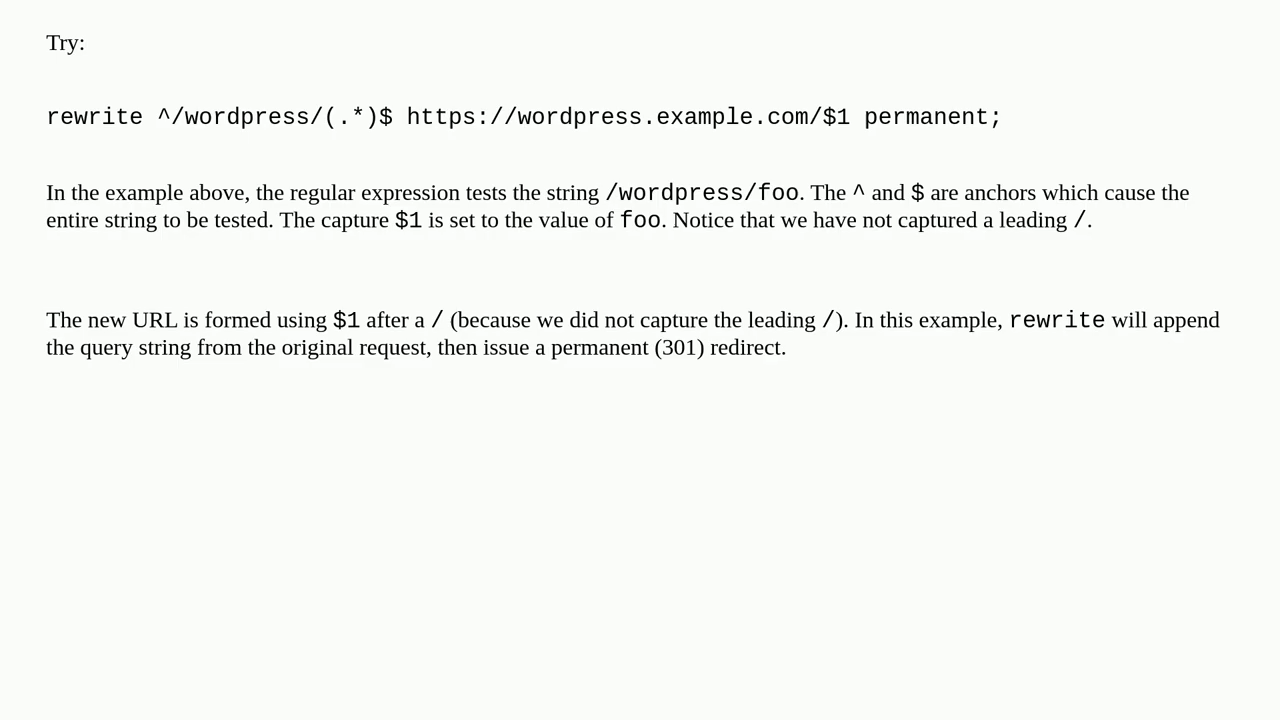 Try:
rewrite ^/wordpress/(.*)$ https://wordpress.example.com/$1 permanent;
In the example above, the regular expression tests the string /wordpress/foo. The ^ and $ are anchors which cause the
entire string to be tested. The capture $1 is set to the value of foo. Notice that we have not captured a leading /.
The new URL is formed using $1 after a / (because we did not capture the leading /). In this example, rewrite will append
the query string from the original request, then issue a permanent (301) redirect.